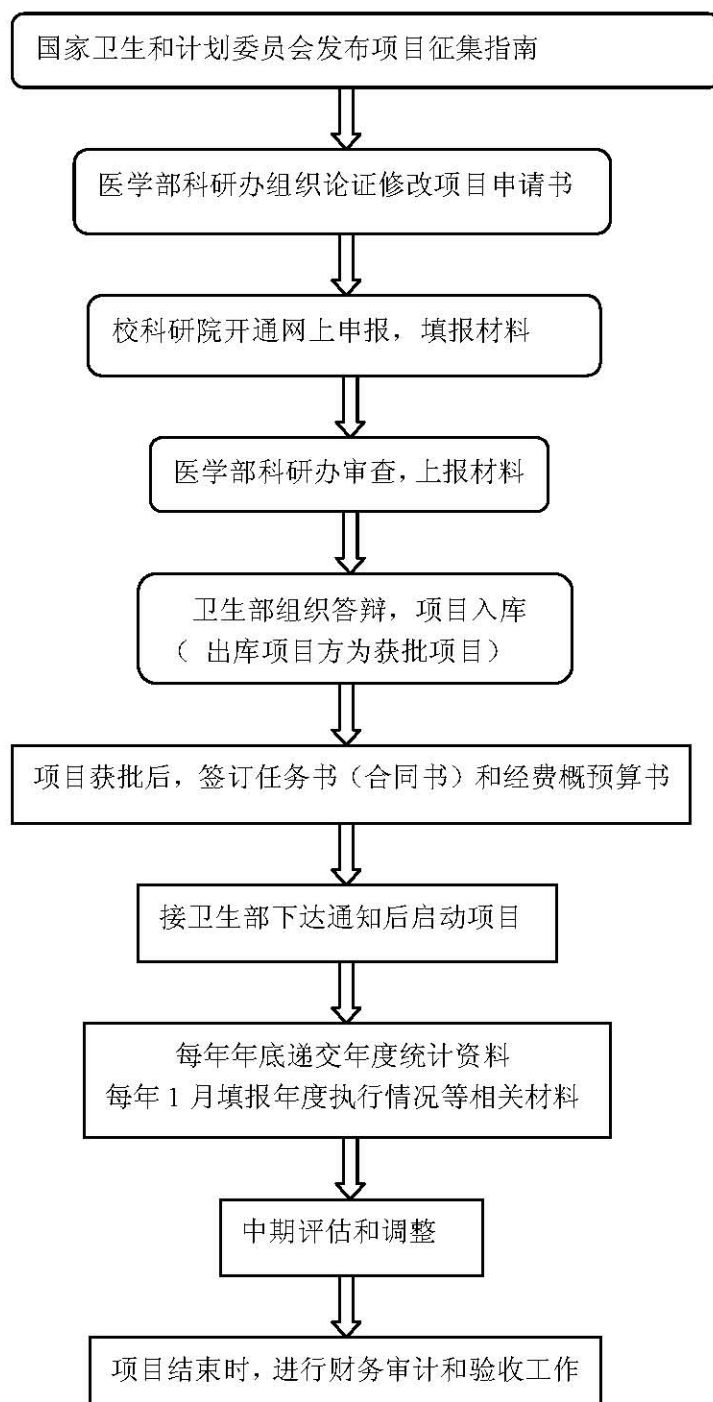 国家卫生和计划委员会发布项目征集指南
医学部科研办组织论证修改项目申请书
校科研院开通网上申报，填报材料
医学部科研办审查，上报材料
卫生部组织答辩，项目入库
（ 出库项目方为获批项目）
项目获批后，签订任务书（合同书）和经费概预算书
接卫生部下达通知后启动项目
每年年底递交年度统计资料
每年 1 月填报年度执行情况等相关材料
中期评估和调整
项目结束时，进行财务审计和验收工作